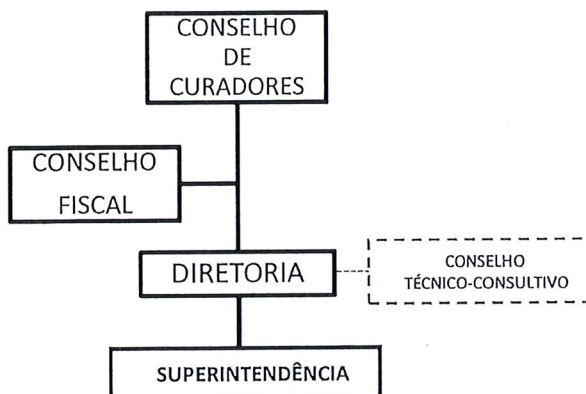 CONSELHO
DE
CURADORES
CONSELHO
FISCAL
DIRETORIA
CONSELHO
TÉCNICO-CONSULTIVO
SUPERINTENDÊNCIA